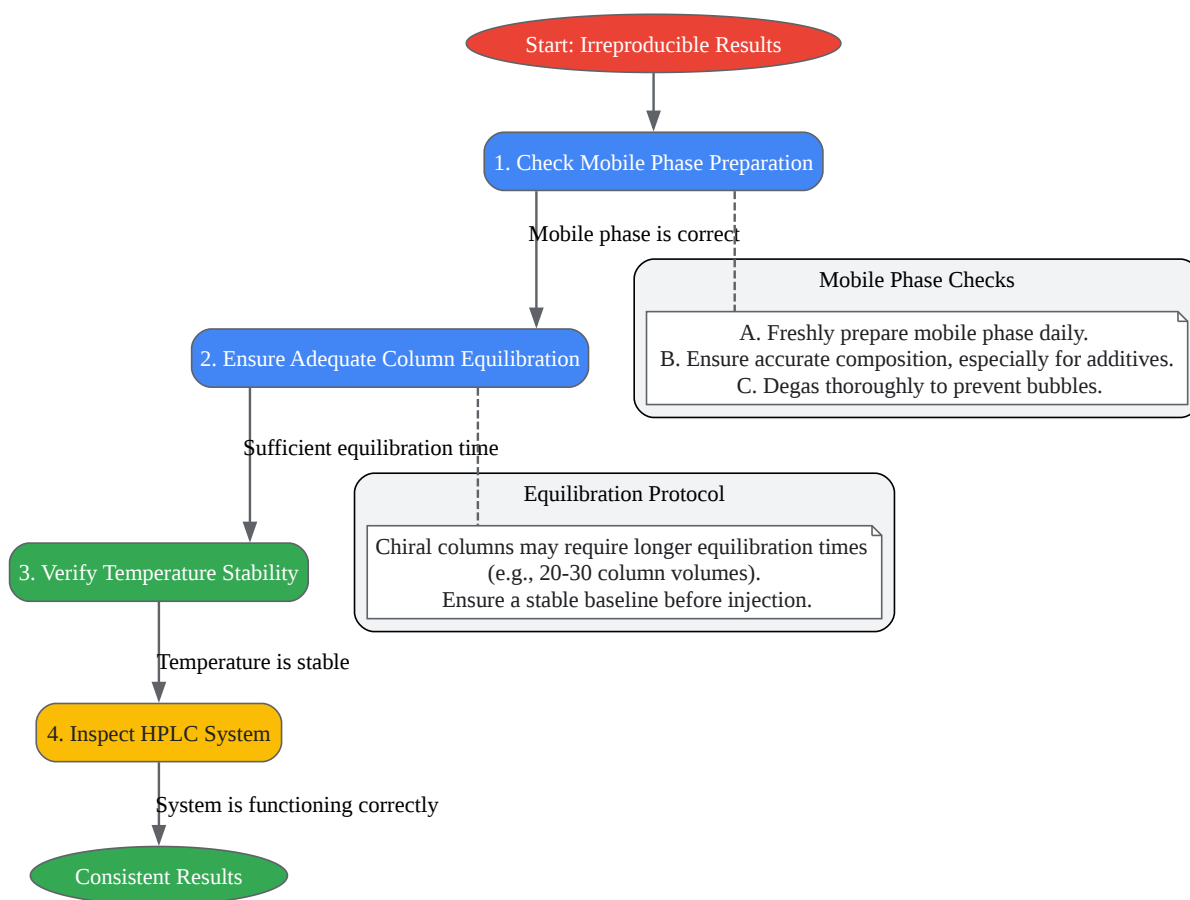 Start: Irreproducible Results
1. Check Mobile Phase Preparation
Mobile phase is correct
Mobile Phase Checks
A. Freshly prepare mobile phase daily.
B. Ensure accurate composition, especially for additives.
C. Degas thoroughly to prevent bubbles.
2. Ensure Adequate Column Equilibration
Sufficient equilibration time
Equilibration Protocol
Chiral columns may require longer equilibration times
(e.g., 20-30 column volumes).
Ensure a stable baseline before injection.
3. Verify Temperature Stability
Temperature is stable
4. Inspect HPLC System
System is functioning correctly
Consistent Results